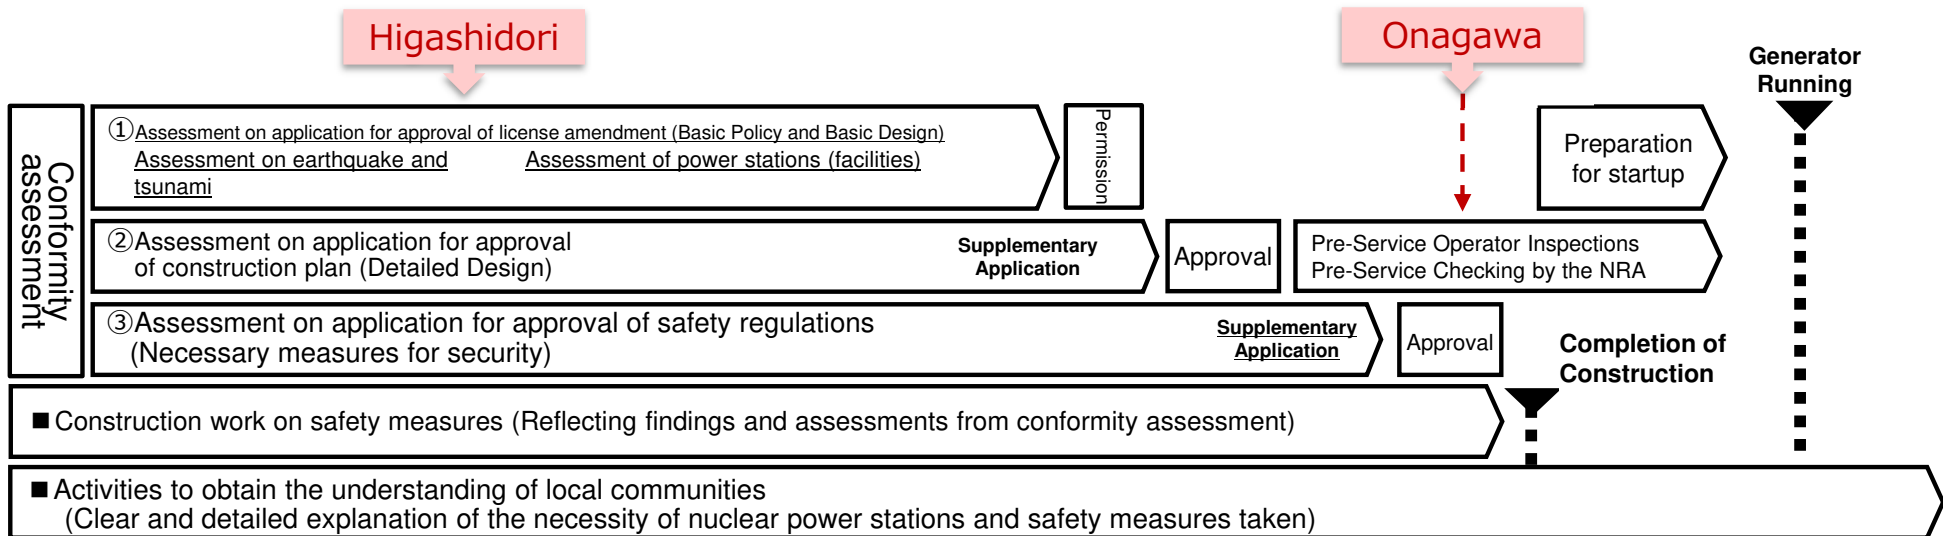 Higashidori
Onagawa
Generator
Running
Conformity
assessment
①Assessment on application for approval of license amendment (Basic Policy and Basic Design)
Assessment on earthquake and
tsunami
Assessment of power stations (facilities)
Permission
Preparation
for startup
②Assessment on application for approval
of construction plan (Detailed Design)
Supplementary
Application
Approval
Pre-Service Operator Inspections
Pre-Service Checking by the NRA
③Assessment on application for approval of safety regulations
(Necessary measures for security)
Supplementary
Application
Approval
Completion of
Construction
■ Construction work on safety measures (Reflecting findings and assessments from conformity assessment)
■ Activities to obtain the understanding of local communities
(Clear and detailed explanation of the necessity of nuclear power stations and safety measures taken)